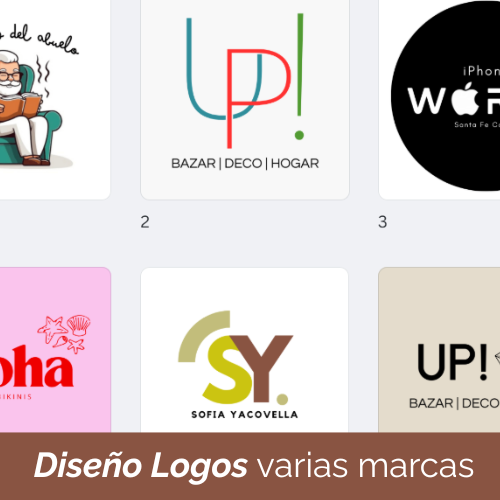 del abuelo
UP!
BAZAR | DECO | HOGAR
iPhon
WOR
Santa Fe C
2
3
oha
IKINIS
SY.
SOFIA YACOVELLA
UP!
BAZAR | DECO
Diseño Logos varias marcas